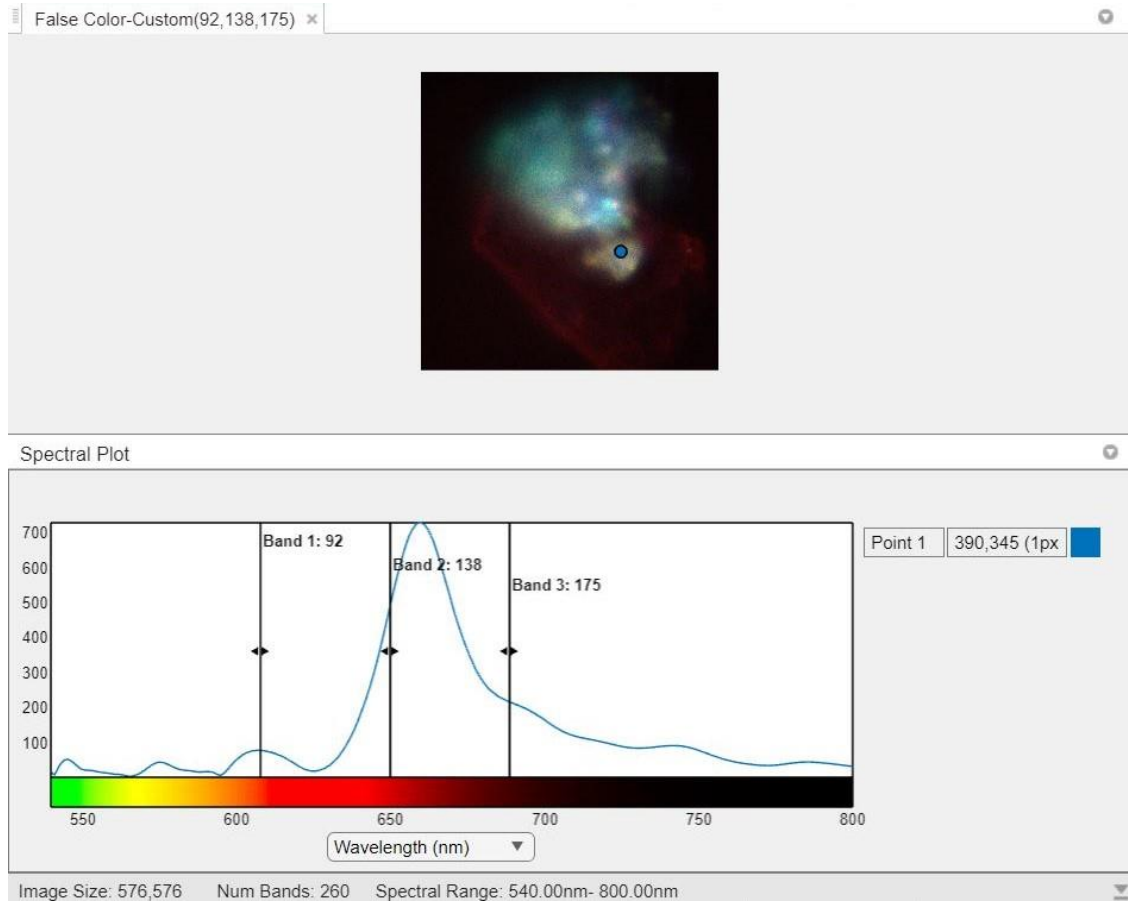 False Color-Custom(92,138,175) ×
Spectral Plot
700
600
500
400
300
200
100
Band 1: 92
Band 2: 138
Band 3: 175
Point 1 390,345 (1px
550 600 650 700 750 800
Wavelength (nm)
Image Size: 576,576 Num Bands: 260 Spectral Range: 540.00nm- 800.00nm